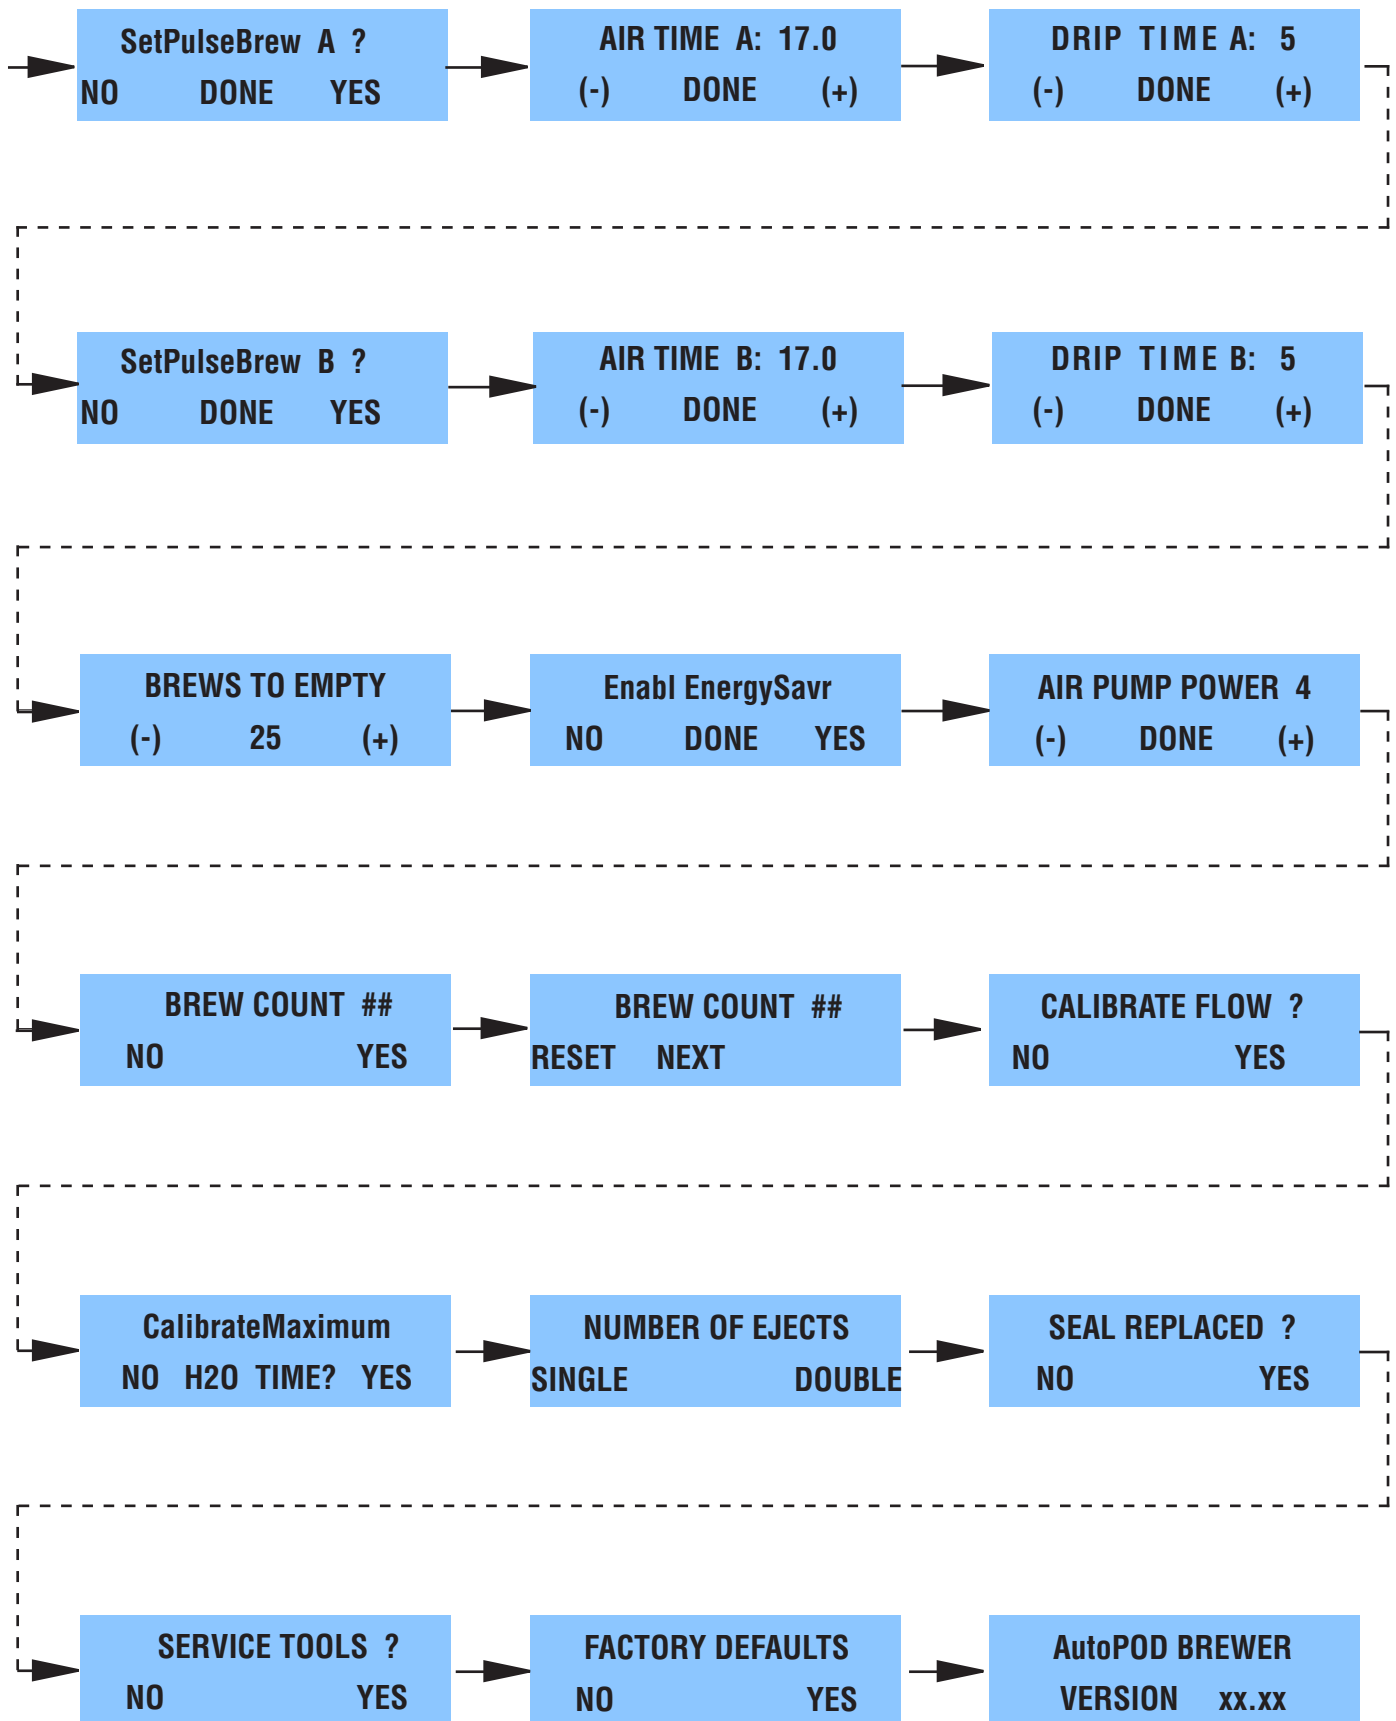 SetPulseBrew A ?
NO DONE YES
AIR TIME A: 17.0
(-) DONE (+)
DRIP TIME A: 5
(-) DONE (+)
SetPulseBrew B ?
NO DONE YES
AIR TIME B: 17.0
(-) DONE (+)
DRIP TIME B: 5
(-) DONE (+)
BREWS TO EMPTY
(-) 25 (+)
Enabl EnergySavr
NO DONE YES
AIR PUMP POWER 4
(-) DONE (+)
BREW COUNT ##
NO YES
BREW COUNT ##
RESET NEXT
CALIBRATE FLOW ?
NO YES
CalibrateMaximum
NO H2O TIME? YES
NUMBER OF EJECTS
SINGLE DOUBLE
SEAL REPLACED ?
NO YES
SERVICE TOOLS ?
NO YES
FACTORY DEFAULTS
NO YES
AutoPOD BREWER
VERSION xx.xx